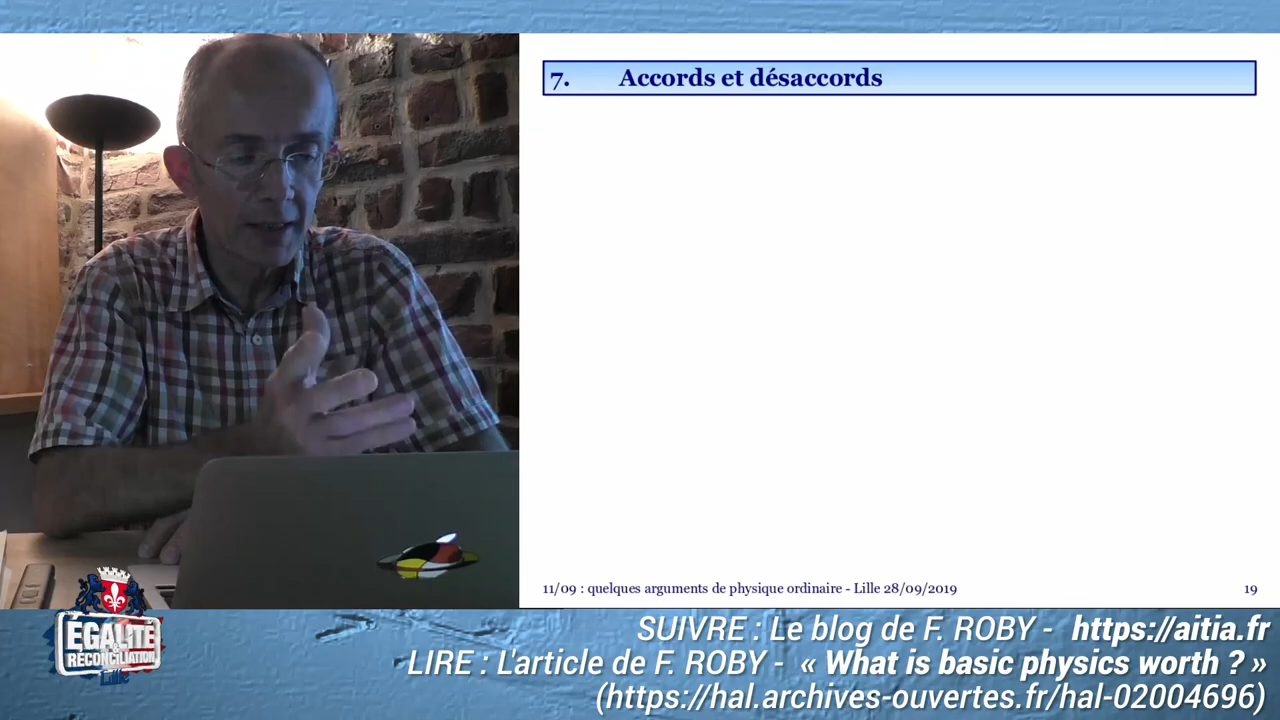 7. Accords et désaccords
11/09 : quelques arguments de physique ordinaire - Lille 28/09/2019
19
ÉGALITÉ
&
RÉCONCILIATION
Lille
SUIVRE : Le blog de F. ROBY - https://aitia.fr
LIRE : L'article de F. ROBY - « What is basic physics worth ? »
(https://hal.archives-ouvertes.fr/hal-02004696)